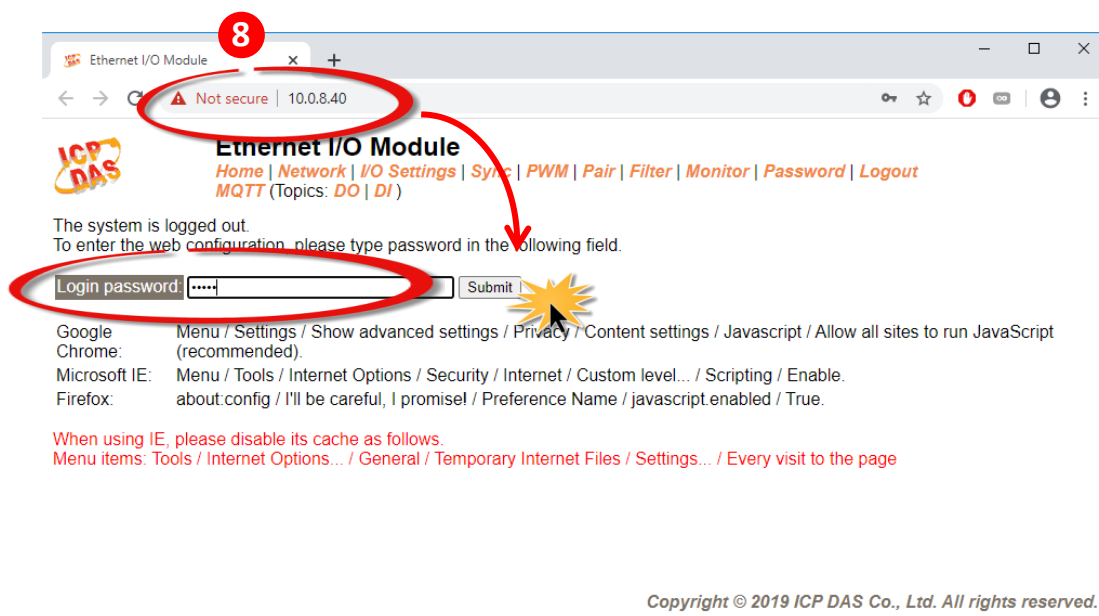 8
Ethernet I/O Module
Not secure | 10.0.8.40
ICP DAS
Ethernet I/O Module
Home | Network | I/O Settings | Sync | PWM | Pair | Filter | Monitor | Password | Logout
MQTT (Topics: DO | DI )
The system is logged out.
To enter the web configuration, please type password in the following field.
Login password: ••••• Submit
Google Chrome: Menu / Settings / Show advanced settings / Privacy / Content settings / Javascript / Allow all sites to run JavaScript
(recommended).
Microsoft IE: Menu / Tools / Internet Options / Security / Internet / Custom level... / Scripting / Enable.
Firefox: about:config / I'll be careful, I promise! / Preference Name / javascript.enabled / True.
When using IE, please disable its cache as follows.
Menu items: Tools / Internet Options... / General / Temporary Internet Files / Settings... / Every visit to the page
Copyright © 2019 ICP DAS Co., Ltd. All rights reserved.